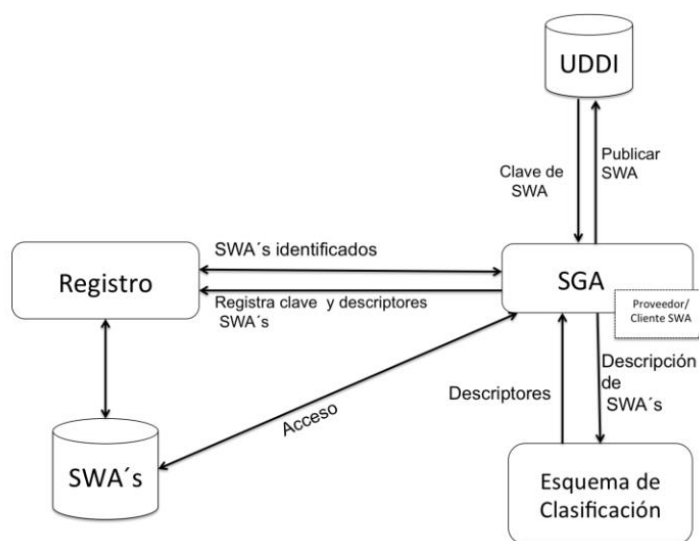 UDDI
Clave de
SWA
Publicar
SWA
SWA´s identificados
Registro
SGA
Registra clave y descriptores
SWA´s
Proveedor/
Cliente SWA
Descriptores
Descripción
de
SWA´s
Acceso
SWA´s
Esquema de
Clasificación